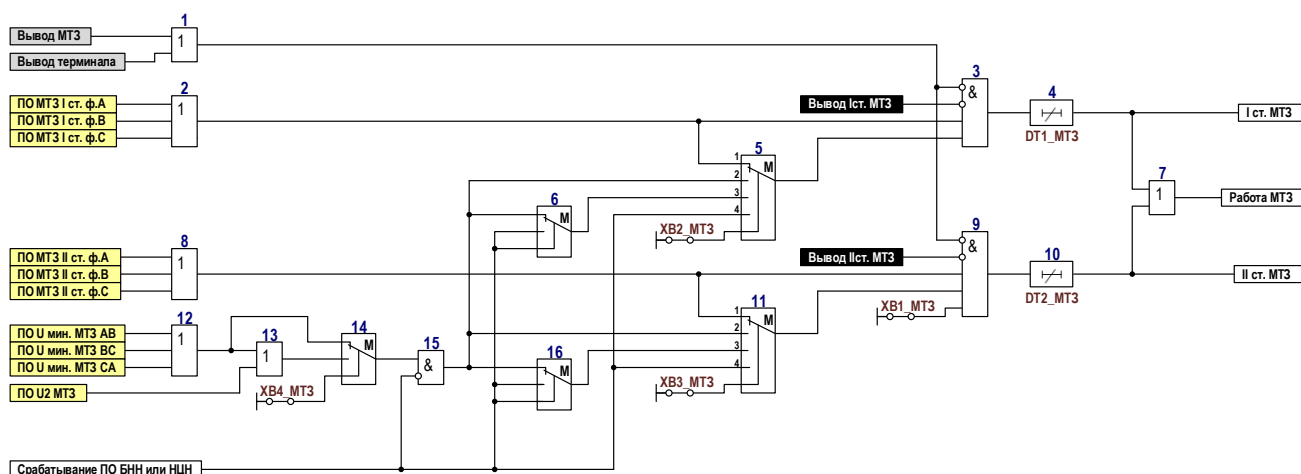 1
Вывод МТЗ
1
Вывод терминала
2
3
ПО МТЗ I ст. ф.А
1
Вывод Iст. МТЗ
&
4
ПО МТЗ I ст. ф.В
I ст. МТЗ
ПО МТЗ I ст. ф.С
DT1_МТЗ
5
1
М
2
7
3
1
6
4
Работа МТЗ
М
XB2_МТЗ
8
9
ПО МТЗ II ст. ф.А
1
Вывод IIст. МТЗ
&
10
ПО МТЗ II ст. ф.В
II ст. МТЗ
ПО МТЗ II ст. ф.С
DT2_МТЗ
11
XB1_МТЗ
1
М
2
3
4
12
ПО U мин. МТЗ АВ
1
13
14
ПО U мин. МТЗ ВС
1
М
15
16
ПО U мин. МТЗ СА
&
М
ПО U2 МТЗ
XB4_МТЗ
XB3_МТЗ
Срабатывание ПО БНН или НЦН